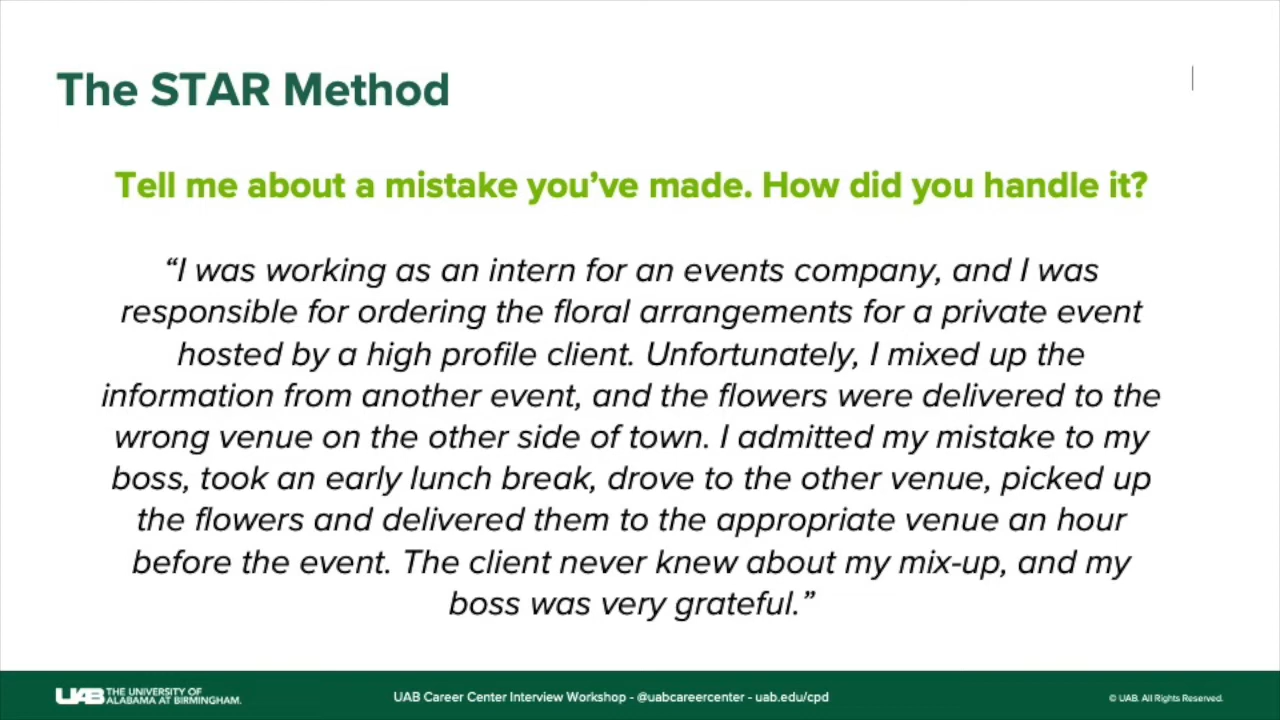 The STAR Method
Tell me about a mistake you’ve made. How did you handle it?
“I was working as an intern for an events company, and I was
responsible for ordering the floral arrangements for a private event
hosted by a high profile client. Unfortunately, I mixed up the
information from another event, and the flowers were delivered to the
wrong venue on the other side of town. I admitted my mistake to my
boss, took an early lunch break, drove to the other venue, picked up
the flowers and delivered them to the appropriate venue an hour
before the event. The client never knew about my mix-up, and my
boss was very grateful.”
UAB THE UNIVERSITY OF
ALABAMA AT BIRMINGHAM.
UAB Career Center Interview Workshop - @uabcareercenter - uab.edu/cpd
© UAB. All Rights Reserved.